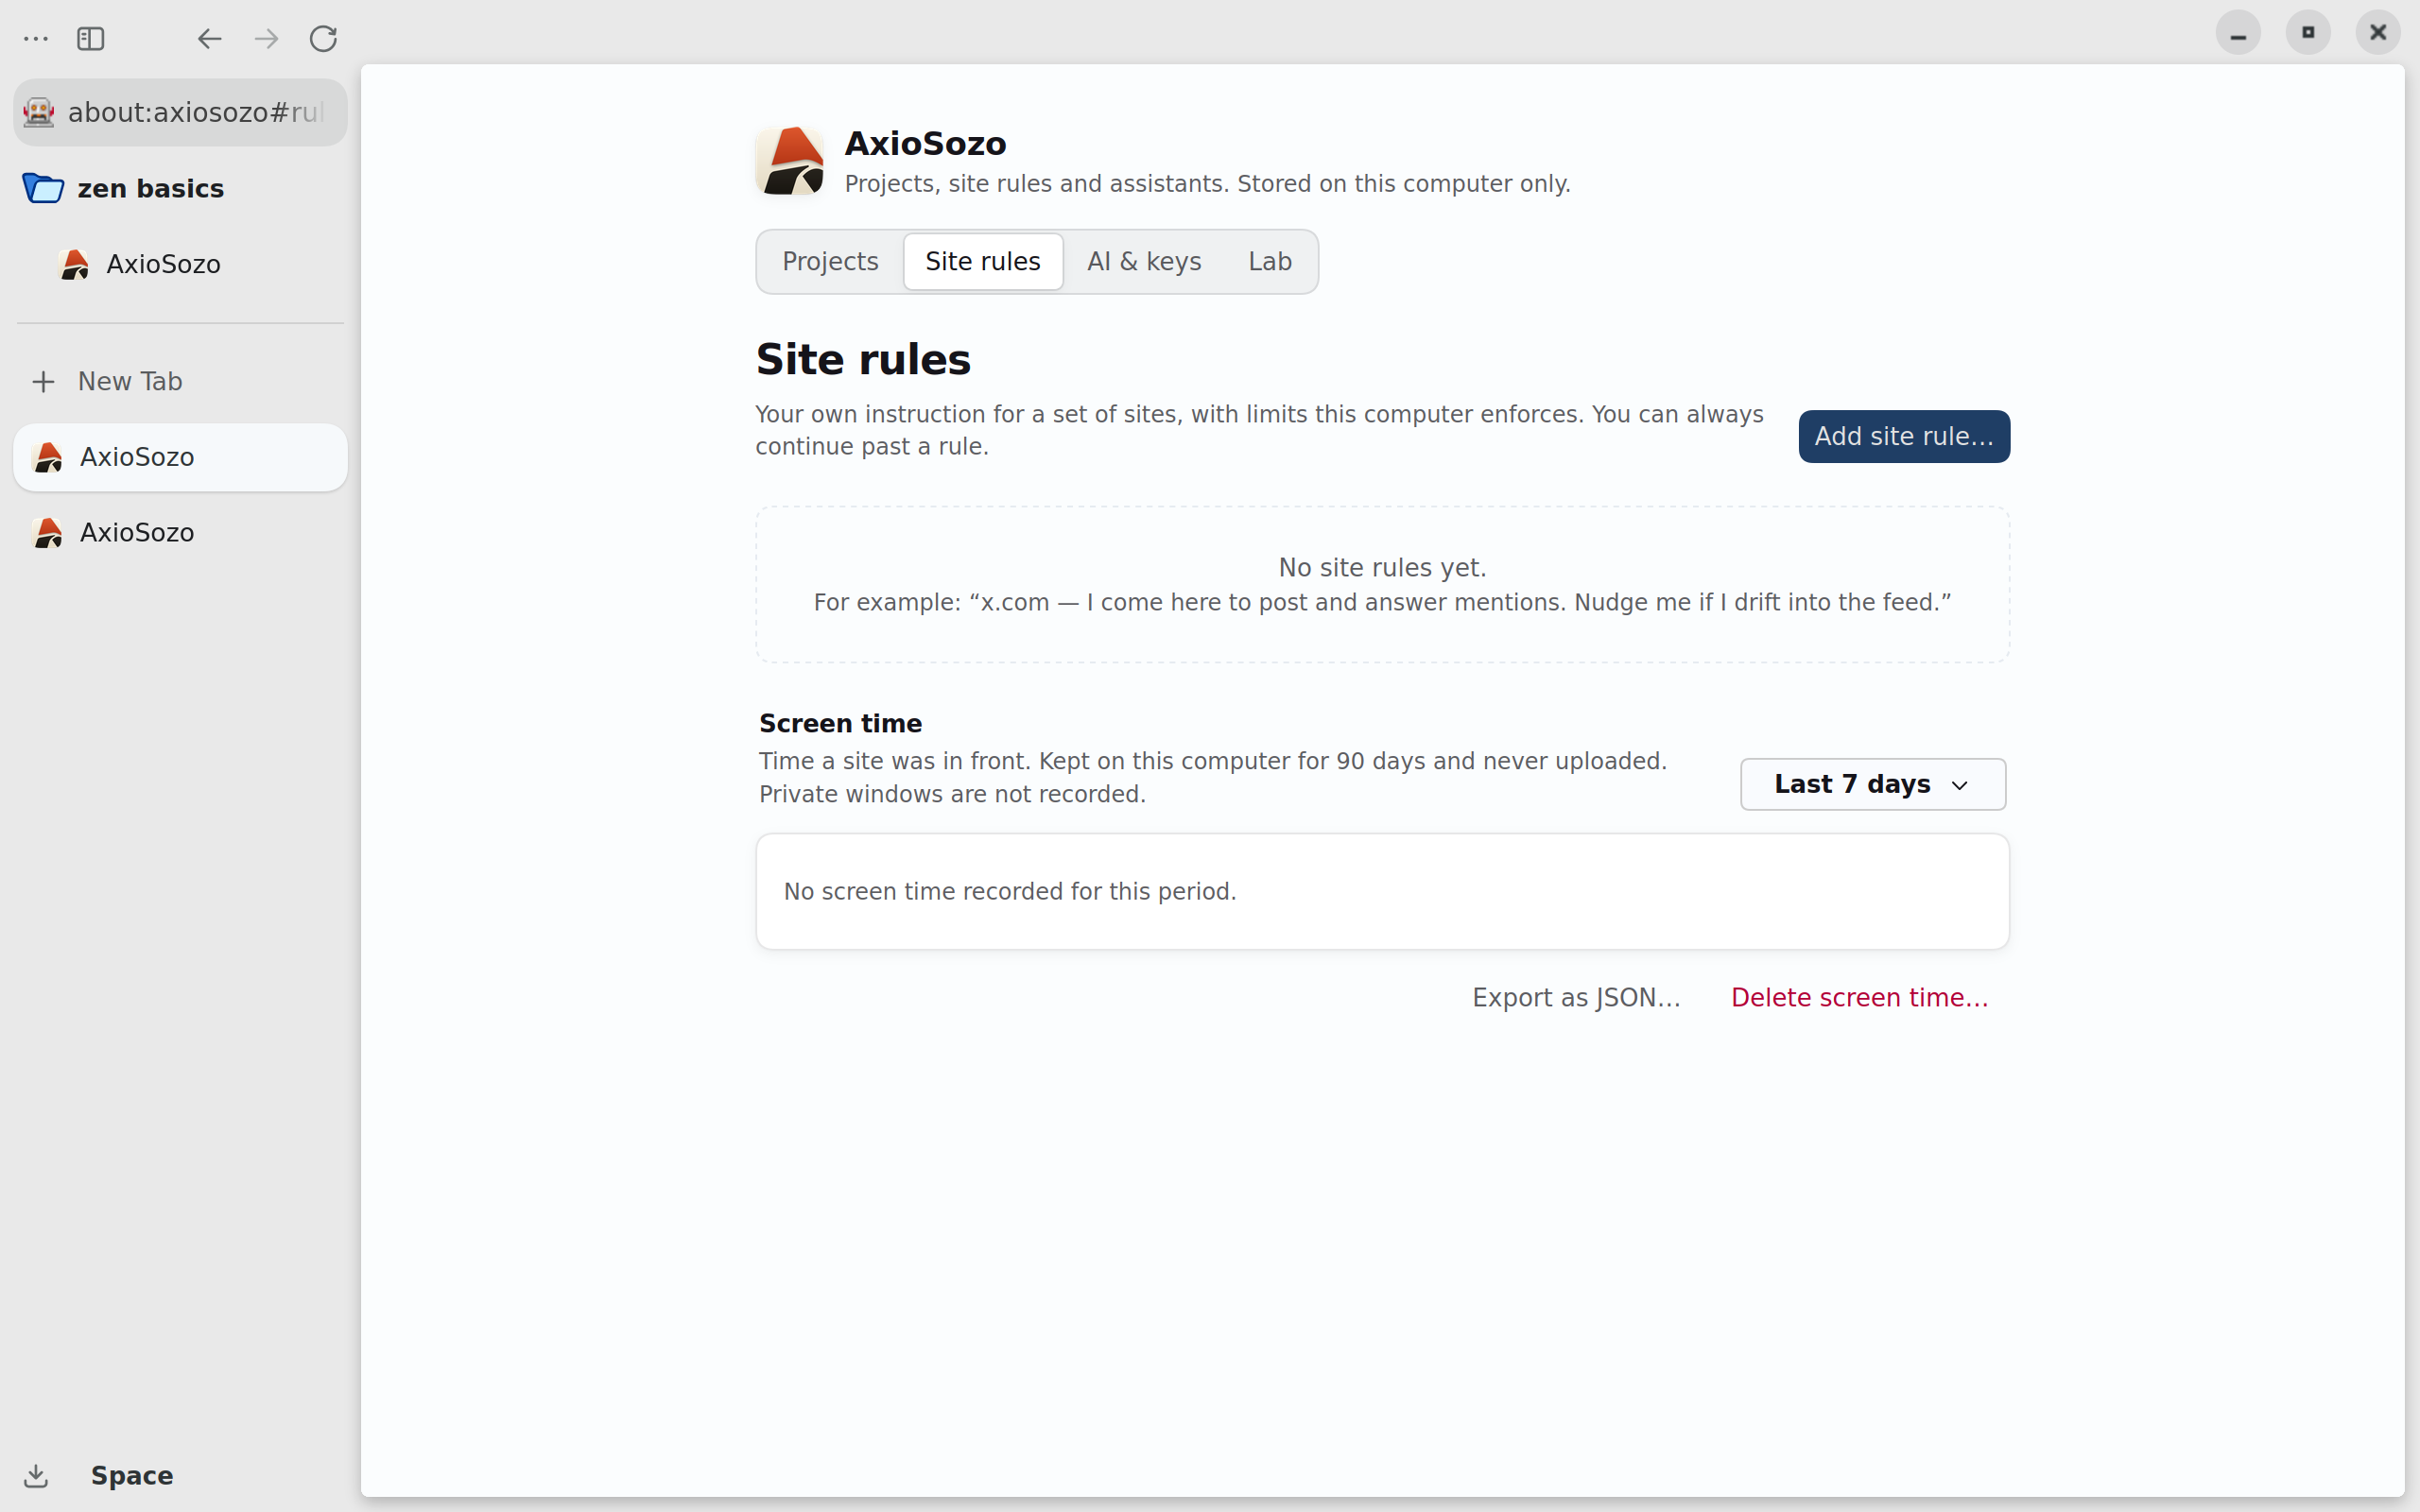 about:axiosozo#rul
zen basics
AxioSozo
New Tab
AxioSozo
AxioSozo
Space
AxioSozo
Projects, site rules and assistants. Stored on this computer only.
Projects Site rules AI & keys Lab
Site rules
Your own instruction for a set of sites, with limits this computer enforces. You can always
continue past a rule.
Add site rule…
No site rules yet.
For example: “x.com — I come here to post and answer mentions. Nudge me if I drift into the feed.”
Screen time
Time a site was in front. Kept on this computer for 90 days and never uploaded.
Private windows are not recorded.
Last 7 days
No screen time recorded for this period.
Export as JSON… Delete screen time…